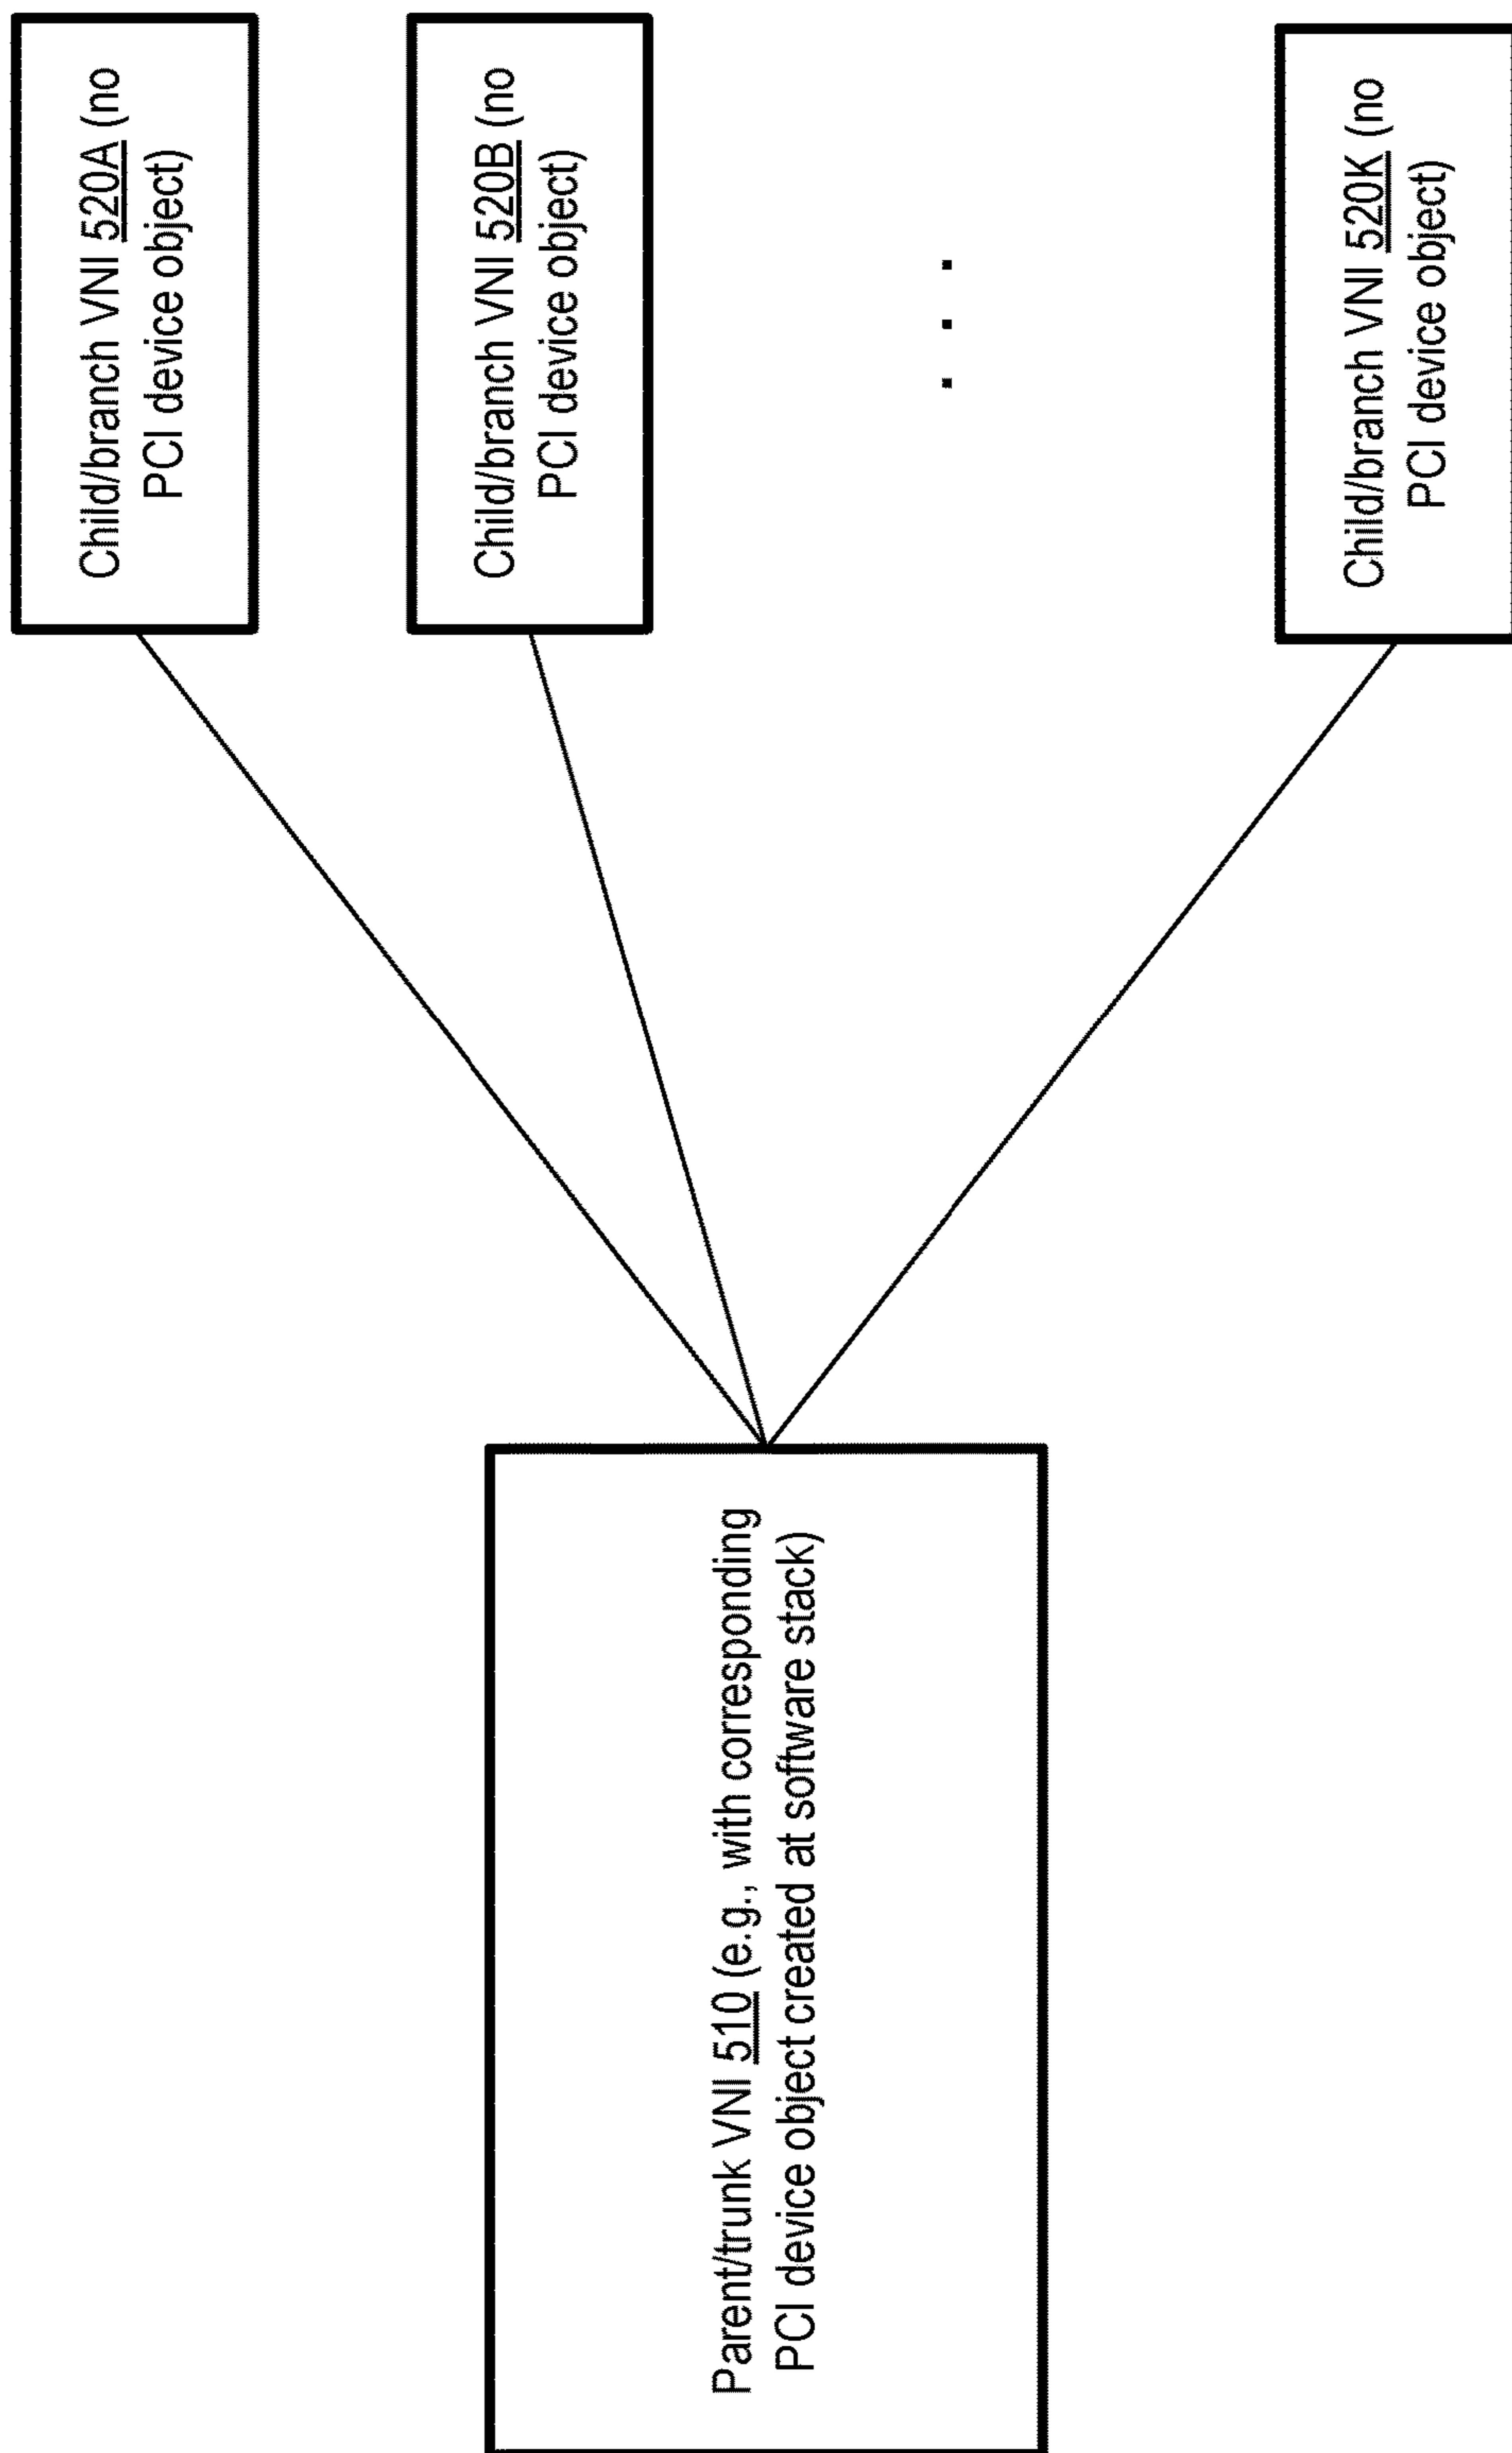 Parent/trunk VNI 510 (e.g., with corresponding
PCI device object created at software stack)
Child/branch VNI 520A (no
PCI device object)
Child/branch VNI 520B (no
PCI device object)
. . .
Child/branch VNI 520K (no
PCI device object)